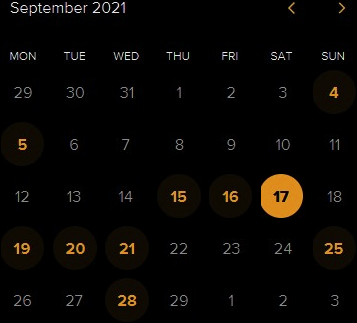 September 2021
MON TUE WED THU FRI SAT SUN
29 30 31 1 2 3 4
5 6 7 8 9 10 11
12 13 14 15 16 17 18
19 20 21 22 23 24 25
26 27 28 29 1 2 3